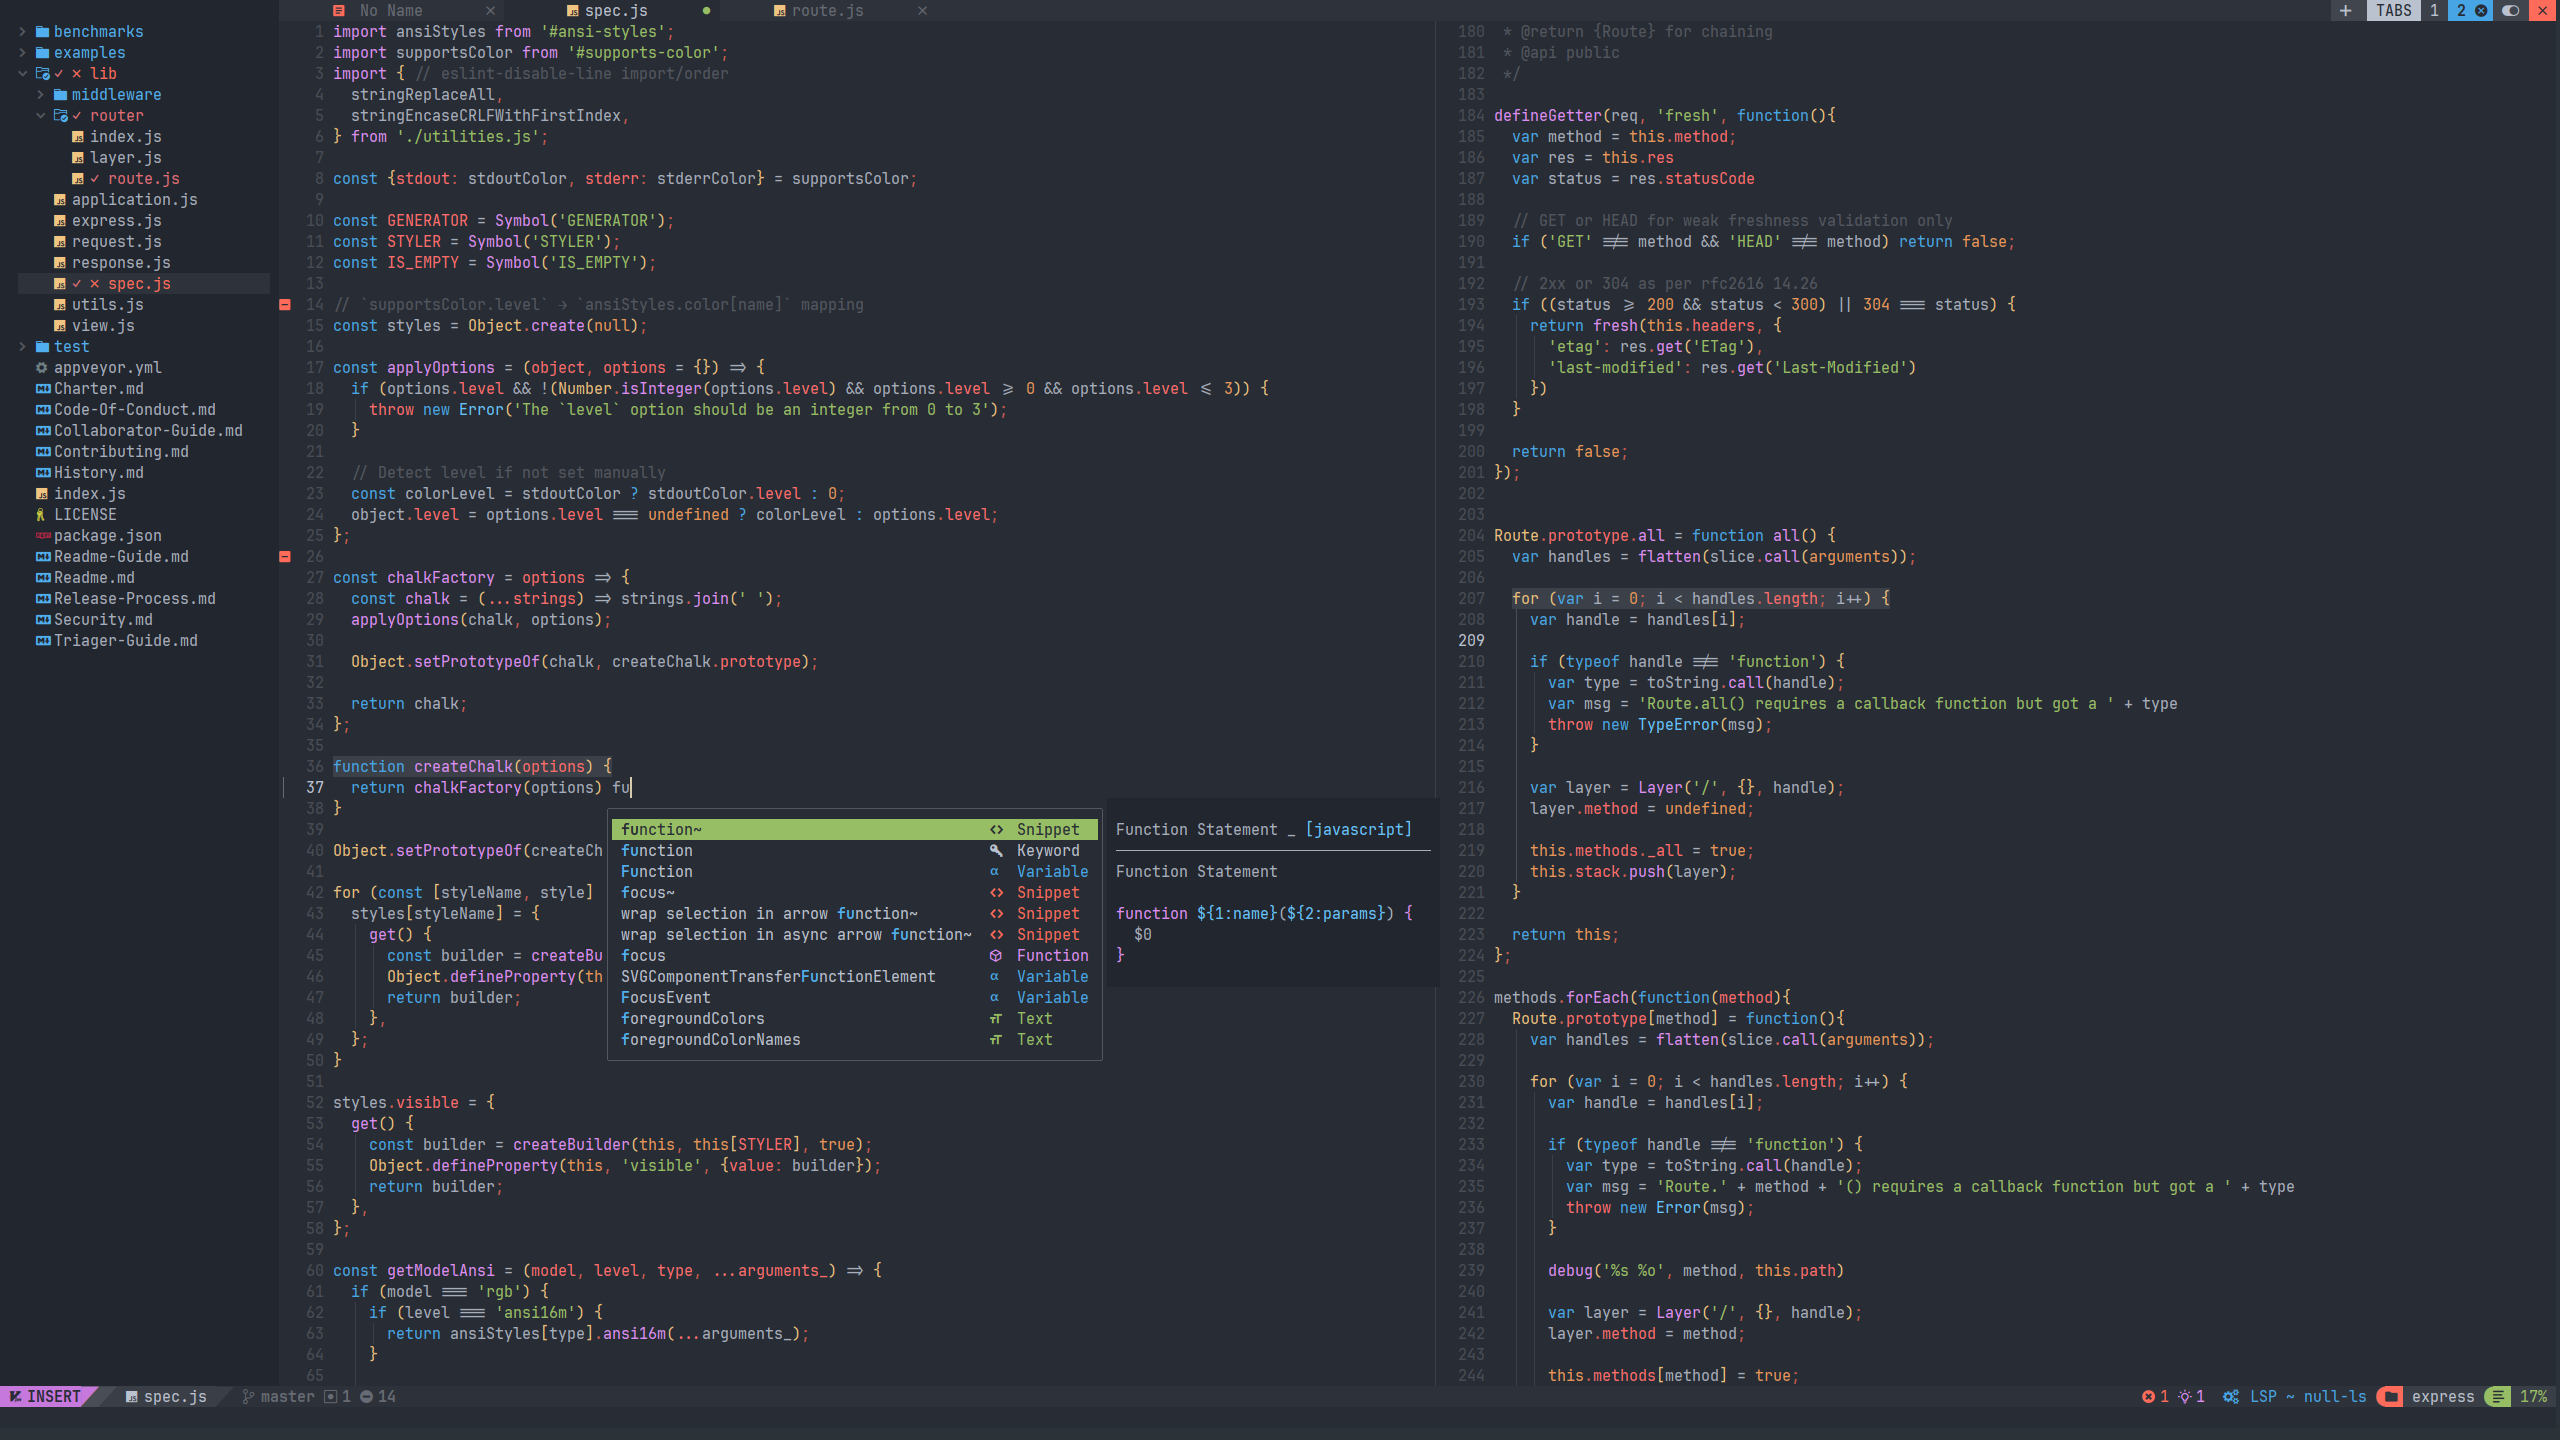 No Name
spec.js
route.js
TABS 1 2
benchmarks
examples
lib
middleware
router
index.js
layer.js
route.js
application.js
express.js
request.js
response.js
spec.js
utils.js
view.js
test
appveyor.yml
Charter.md
Code-Of-Conduct.md
Collaborator-Guide.md
Contributing.md
History.md
index.js
LICENSE
package.json
Readme-Guide.md
Readme.md
Release-Process.md
Security.md
Triager-Guide.md
1 import ansiStyles from '#ansi-styles';
2 import supportsColor from '#supports-color';
3 import { // eslint-disable-line import/order
4   stringReplaceAll,
5   stringEncaseCRLFWithFirstIndex,
6 } from './utilities.js';
7
8 const {stdout: stdoutColor, stderr: stderrColor} = supportsColor;
9
10 const GENERATOR = Symbol('GENERATOR');
11 const STYLER = Symbol('STYLER');
12 const IS_EMPTY = Symbol('IS_EMPTY');
13
14 // `supportsColor.level` → `ansiStyles.color[name]` mapping
15 const styles = Object.create(null);
16
17 const applyOptions = (object, options = {}) => {
18   if (options.level && !(Number.isInteger(options.level) && options.level >= 0 && options.level <= 3)) {
19     throw new Error('The `level` option should be an integer from 0 to 3');
20   }
21
22   // Detect level if not set manually
23   const colorLevel = stdoutColor ? stdoutColor.level : 0;
24   object.level = options.level === undefined ? colorLevel : options.level;
25 };
26
27 const chalkFactory = options => {
28   const chalk = (...strings) => strings.join(' ');
29   applyOptions(chalk, options);
30
31   Object.setPrototypeOf(chalk, createChalk.prototype);
32
33   return chalk;
34 };
35
36 function createChalk(options) {
37   return chalkFactory(options) fu
38 }
39
40 Object.setPrototypeOf(createCh
41
42 for (const [styleName, style]
43   styles[styleName] = {
44     get() {
45       const builder = createBu
46       Object.defineProperty(th
47       return builder;
48     },
49   };
50 }
51
52 styles.visible = {
53   get() {
54     const builder = createBuilder(this, this[STYLER], true);
55     Object.defineProperty(this, 'visible', {value: builder});
56     return builder;
57   },
58 };
59
60 const getModelAnsi = (model, level, type, ...arguments_) => {
61   if (model === 'rgb') {
62     if (level === 'ansi16m') {
63       return ansiStyles[type].ansi16m(...arguments_);
64     }
65
function~ Snippet
function Keyword
Function Variable
focus~ Snippet
wrap selection in arrow function~ Snippet
wrap selection in async arrow function~ Snippet
focus Function
SVGComponentTransferFunctionElement Variable
FocusEvent Variable
foregroundColors Text
foregroundColorNames Text
Function Statement _ [javascript]
Function Statement
function ${1:name}(${2:params}) {
  $0
}
180  * @return {Route} for chaining
181  * @api public
182  */
183
184 defineGetter(req, 'fresh', function(){
185   var method = this.method;
186   var res = this.res
187   var status = res.statusCode
188
189   // GET or HEAD for weak freshness validation only
190   if ('GET' !== method && 'HEAD' !== method) return false;
191
192   // 2xx or 304 as per rfc2616 14.26
193   if ((status >= 200 && status < 300) || 304 === status) {
194     return fresh(this.headers, {
195       'etag': res.get('ETag'),
196       'last-modified': res.get('Last-Modified')
197     })
198   }
199
200   return false;
201 });
202
203
204 Route.prototype.all = function all() {
205   var handles = flatten(slice.call(arguments));
206
207   for (var i = 0; i < handles.length; i++) {
208     var handle = handles[i];
209
210     if (typeof handle !== 'function') {
211       var type = toString.call(handle);
212       var msg = 'Route.all() requires a callback function but got a ' + type
213       throw new TypeError(msg);
214     }
215
216     var layer = Layer('/', {}, handle);
217     layer.method = undefined;
218
219     this.methods._all = true;
220     this.stack.push(layer);
221   }
222
223   return this;
224 };
225
226 methods.forEach(function(method){
227   Route.prototype[method] = function(){
228     var handles = flatten(slice.call(arguments));
229
230     for (var i = 0; i < handles.length; i++) {
231       var handle = handles[i];
232
233       if (typeof handle !== 'function') {
234         var type = toString.call(handle);
235         var msg = 'Route.' + method + '() requires a callback function but got a ' + type
236         throw new Error(msg);
237       }
238
239       debug('%s %o', method, this.path)
240
241       var layer = Layer('/', {}, handle);
242       layer.method = method;
243
244       this.methods[method] = true;
INSERT spec.js master 1 14
1 1 LSP ~ null-ls express 17%